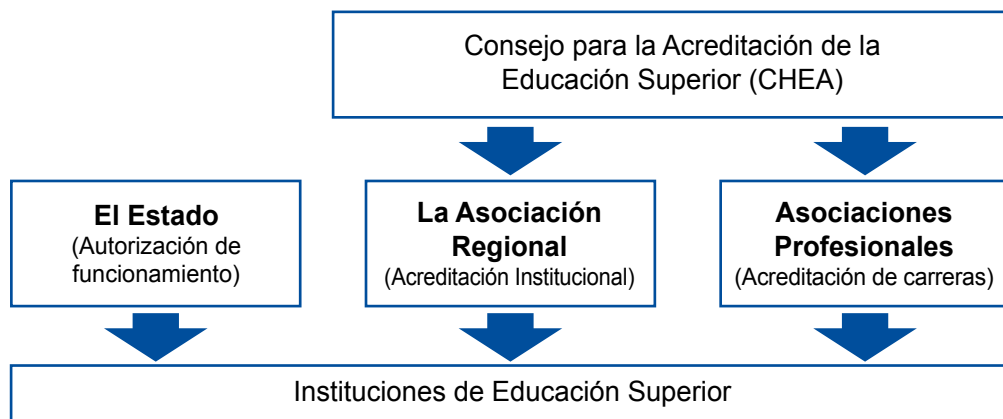 Consejo para la Acreditación de la
Educación Superior (CHEA)
El Estado
(Autorización de
funcionamiento)
La Asociación
Regional
(Acreditación Institucional)
Asociaciones
Profesionales
(Acreditación de carreras)
Instituciones de Educación Superior